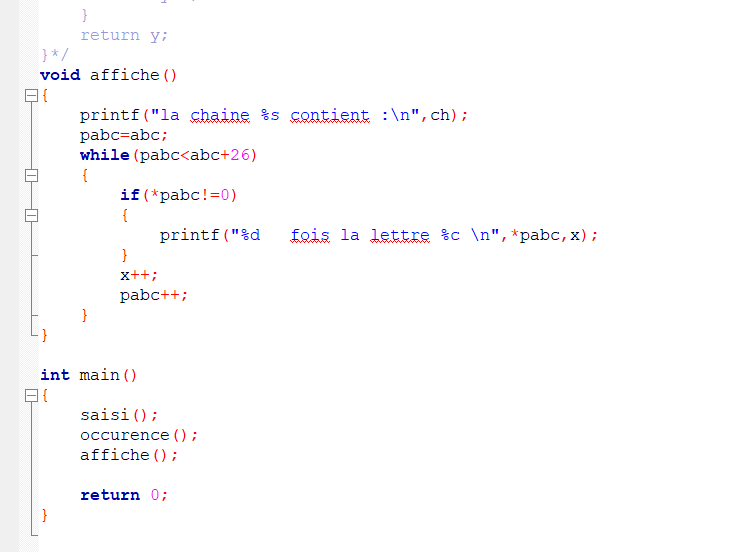 }
return y;
}*/
void affiche()
{
printf("la chaine %s contient :\n",ch);
pabc=abc;
while(pabc<abc+26)
{
if(*pabc!=0)
{
printf("%d   fois la lettre %c \n",*pabc,x);
}
x++;
pabc++;
}
}
int main()
{
saisi();
occurence();
affiche();
return 0;
}